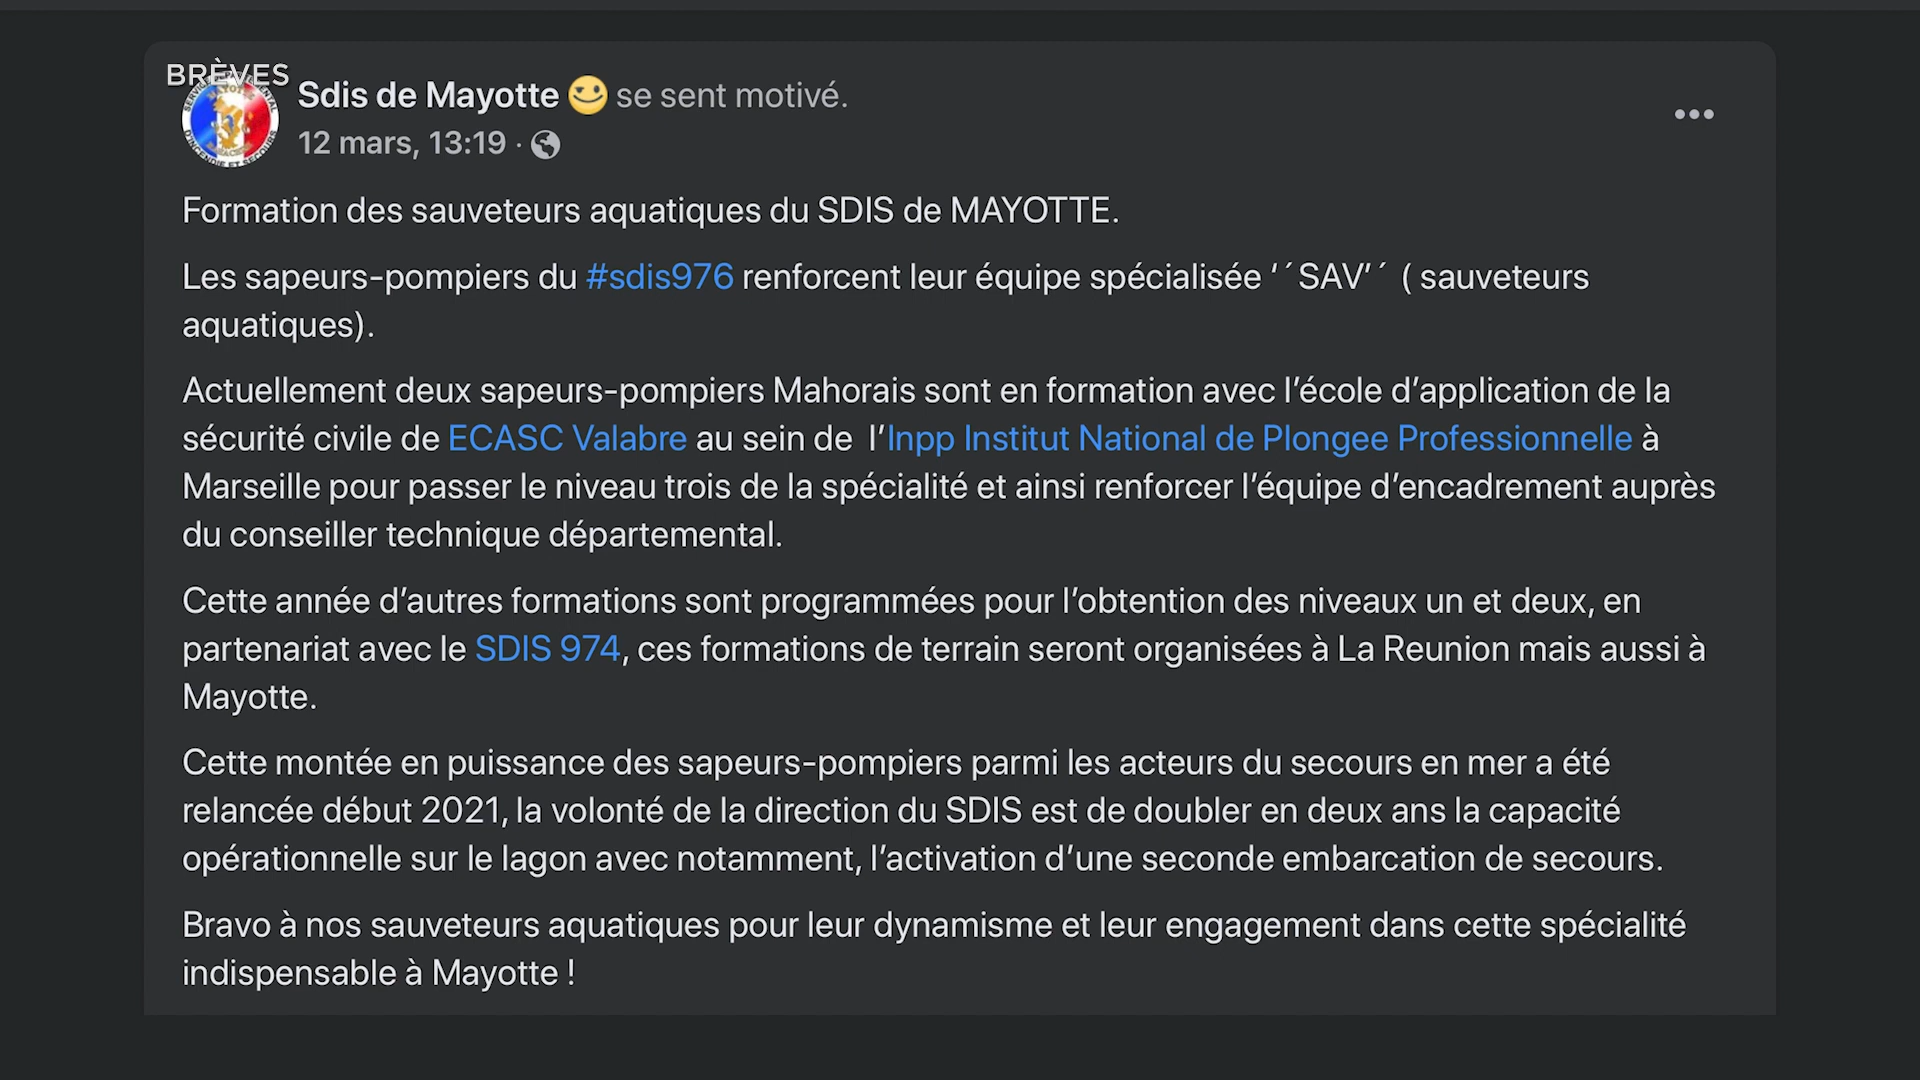 BRÈVES
Sdis de Mayotte 😉 se sent motivé.
12 mars, 13:19 ·
Formation des sauveteurs aquatiques du SDIS de MAYOTTE.
Les sapeurs-pompiers du #sdis976 renforcent leur équipe spécialisée ‘´SAV’´ ( sauveteurs
aquatiques).
Actuellement deux sapeurs-pompiers Mahorais sont en formation avec l’école d’application de la
sécurité civile de ECASC Valabre au sein de l’Inpp Institut National de Plongee Professionnelle à
Marseille pour passer le niveau trois de la spécialité et ainsi renforcer l’équipe d’encadrement auprès
du conseiller technique départemental.
Cette année d’autres formations sont programmées pour l’obtention des niveaux un et deux, en
partenariat avec le SDIS 974, ces formations de terrain seront organisées à La Reunion mais aussi à
Mayotte.
Cette montée en puissance des sapeurs-pompiers parmi les acteurs du secours en mer a été
relancée début 2021, la volonté de la direction du SDIS est de doubler en deux ans la capacité
opérationnelle sur le lagon avec notamment, l’activation d’une seconde embarcation de secours.
Bravo à nos sauveteurs aquatiques pour leur dynamisme et leur engagement dans cette spécialité
indispensable à Mayotte !